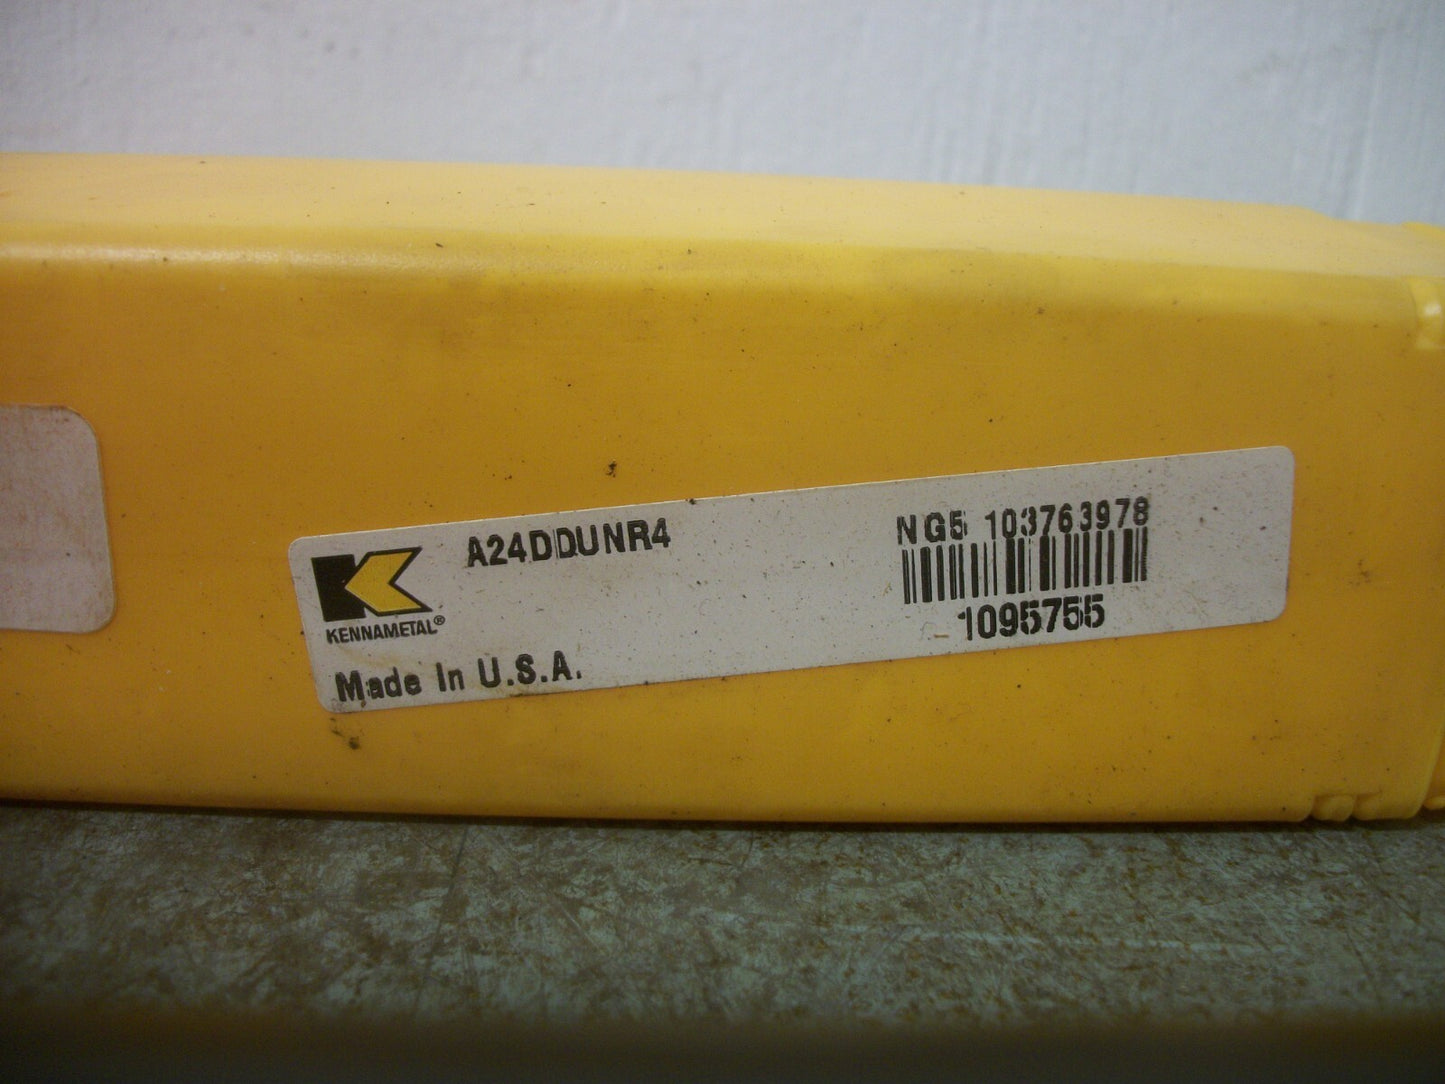 A24DDUNR4
NG5 103763978
1095755
KENNAMETAL®
Made In U.S.A.